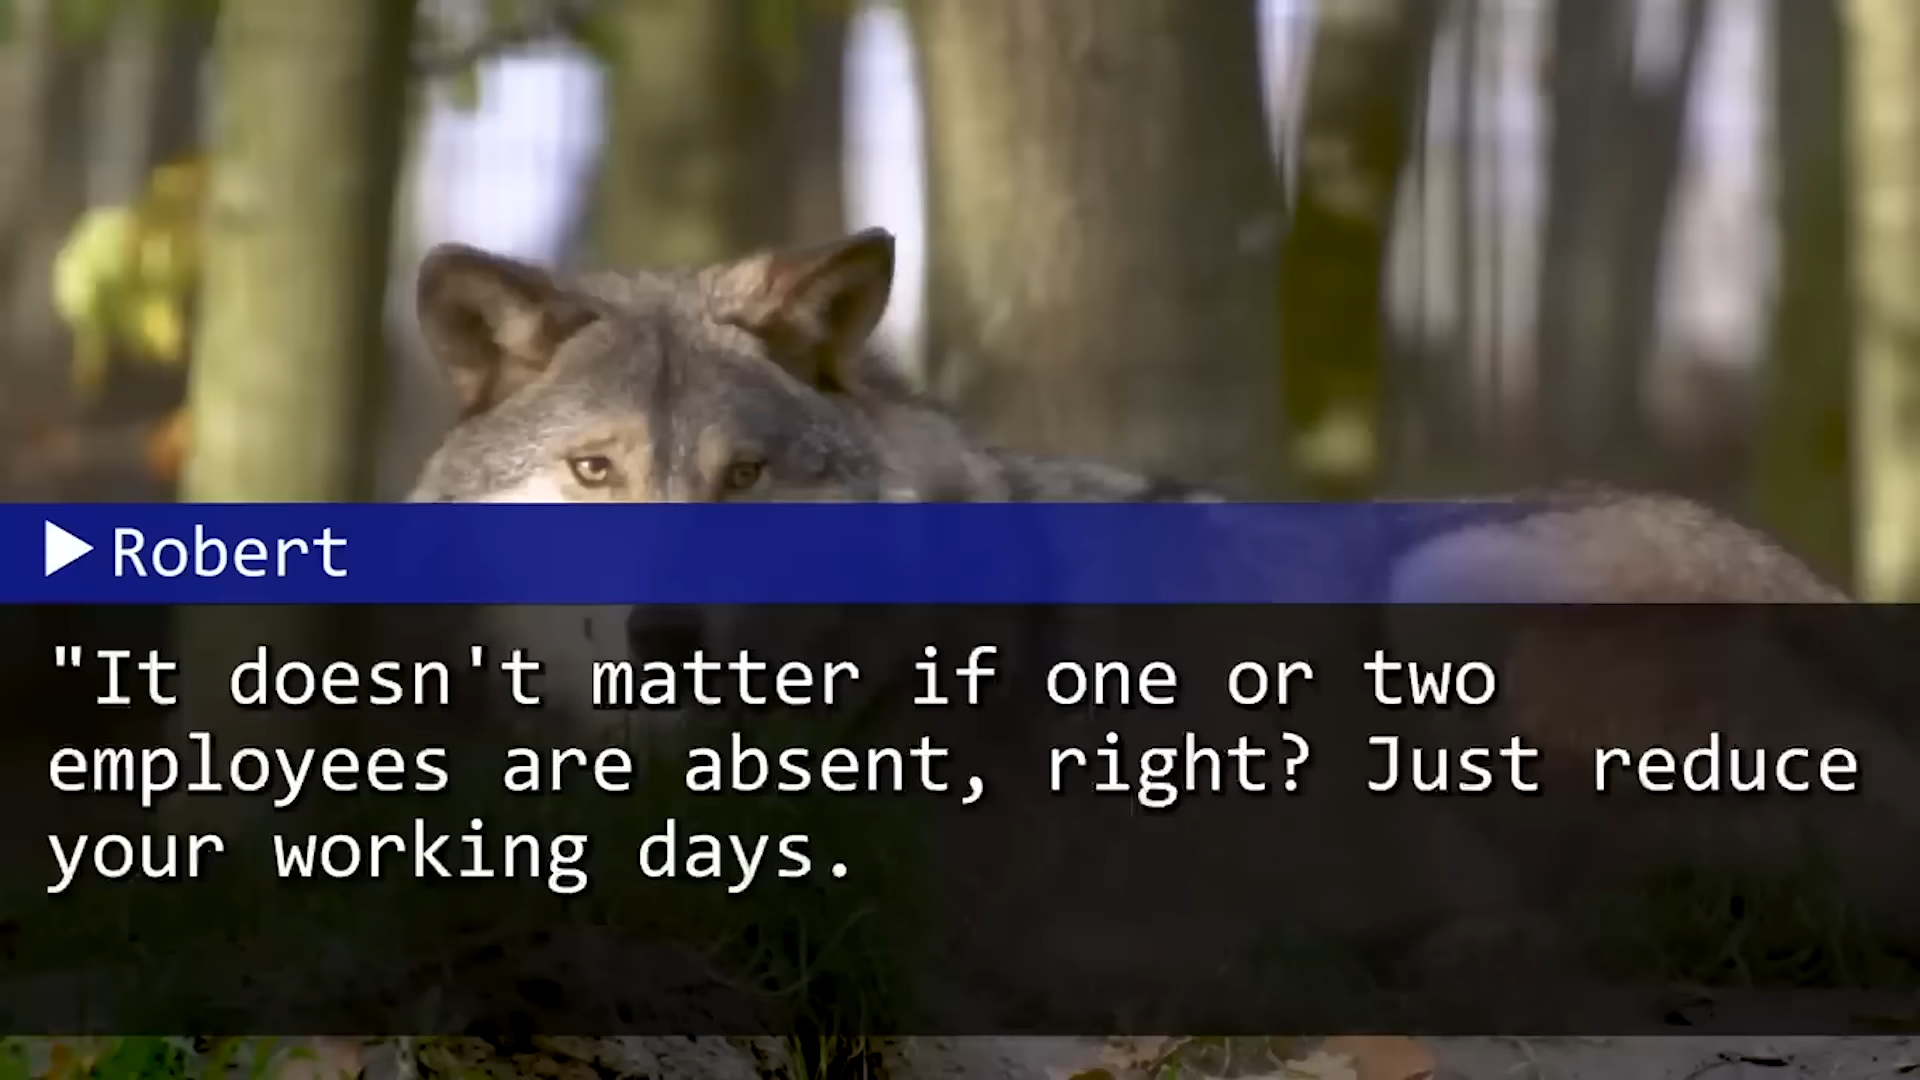 Robert
"It doesn't matter if one or two
employees are absent, right? Just reduce
your working days.